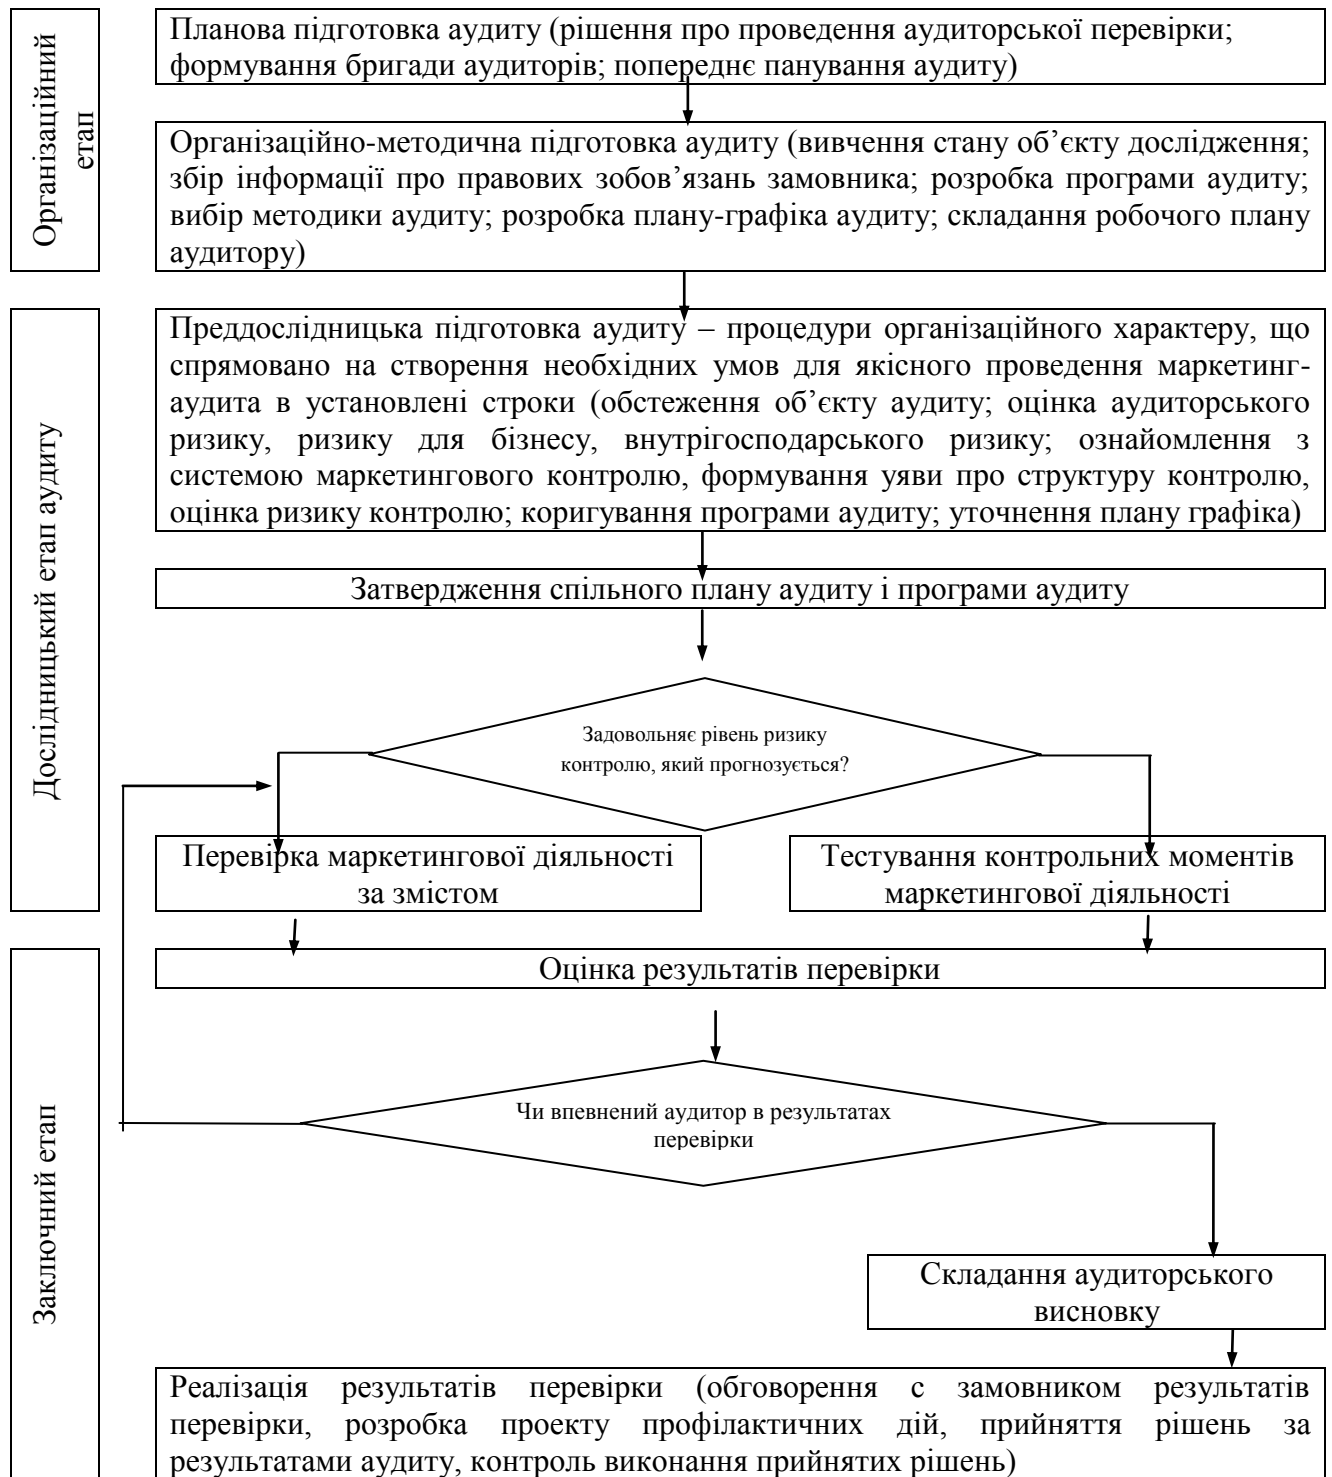 Організаційний
етап
Планова підготовка аудиту (рішення про проведення аудиторської перевірки;
формування бригади аудиторів; попереднє панування аудиту)
Організаційно-методична підготовка аудиту (вивчення стану об’єкту дослідження;
збір інформації про правових зобов’язань замовника; розробка програми аудиту;
вибір методики аудиту; розробка плану-графіка аудиту; складання робочого плану
аудитору)
Дослідницький етап аудиту
Преддослідницька підготовка аудиту – процедури організаційного характеру, що
спрямовано на створення необхідних умов для якісного проведення маркетинг-
аудита в установлені строки (обстеження об’єкту аудиту; оцінка аудиторського
ризику, ризику для бізнесу, внутрігосподарського ризику; ознайомлення з
системою маркетингового контролю, формування уяви про структуру контролю,
оцінка ризику контролю; коригування програми аудиту; уточнення плану графіка)
Затвердження спільного плану аудиту і програми аудиту
Задовольняє рівень ризику
контролю, який прогнозується?
Перевірка маркетингової діяльності
за змістом
Тестування контрольних моментів
маркетингової діяльності
Заключний етап
Оцінка результатів перевірки
Чи впевнений аудитор в результатах
перевірки
Складання аудиторського
висновку
Реалізація результатів перевірки (обговорення с замовником результатів
перевірки, розробка проекту профілактичних дій, прийняття рішень за
результатами аудиту, контроль виконання прийнятих рішень)